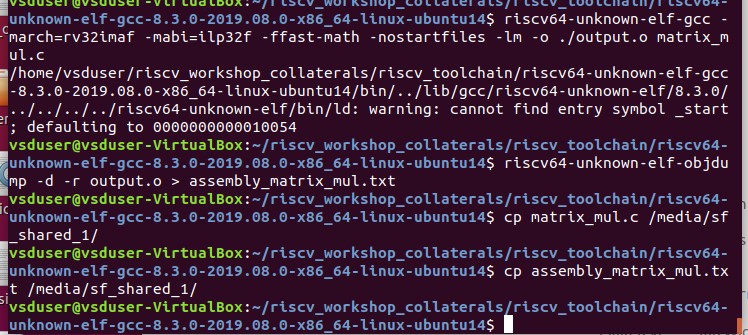 vsduser@vsduser-VirtualBox:~/riscv_workshop_collaterals/riscv_toolchain/riscv64-
unknown-elf-gcc-8.3.0-2019.08.0-x86_64-linux-ubuntu14$ riscv64-unknown-elf-gcc -
march=rv32imaf -mabi=ilp32f -ffast-math -nostartfiles -lm -o ./output.o matrix_m
ul.c
/home/vsduser/riscv_workshop_collaterals/riscv_toolchain/riscv64-unknown-elf-gcc
-8.3.0-2019.08.0-x86_64-linux-ubuntu14/bin/../lib/gcc/riscv64-unknown-elf/8.3.0/
../../../../riscv64-unknown-elf/bin/ld: warning: cannot find entry symbol _start
; defaulting to 0000000000010054
vsduser@vsduser-VirtualBox:~/riscv_workshop_collaterals/riscv_toolchain/riscv64-
unknown-elf-gcc-8.3.0-2019.08.0-x86_64-linux-ubuntu14$ riscv64-unknown-elf-objdu
mp -d -r output.o > assembly_matrix_mul.txt
vsduser@vsduser-VirtualBox:~/riscv_workshop_collaterals/riscv_toolchain/riscv64-
unknown-elf-gcc-8.3.0-2019.08.0-x86_64-linux-ubuntu14$ cp matrix_mul.c /media/sf
_shared_1/
vsduser@vsduser-VirtualBox:~/riscv_workshop_collaterals/riscv_toolchain/riscv64-
unknown-elf-gcc-8.3.0-2019.08.0-x86_64-linux-ubuntu14$ cp assembly_matrix_mul.tx
t /media/sf_shared_1/
vsduser@vsduser-VirtualBox:~/riscv_workshop_collaterals/riscv_toolchain/riscv64-
unknown-elf-gcc-8.3.0-2019.08.0-x86_64-linux-ubuntu14$